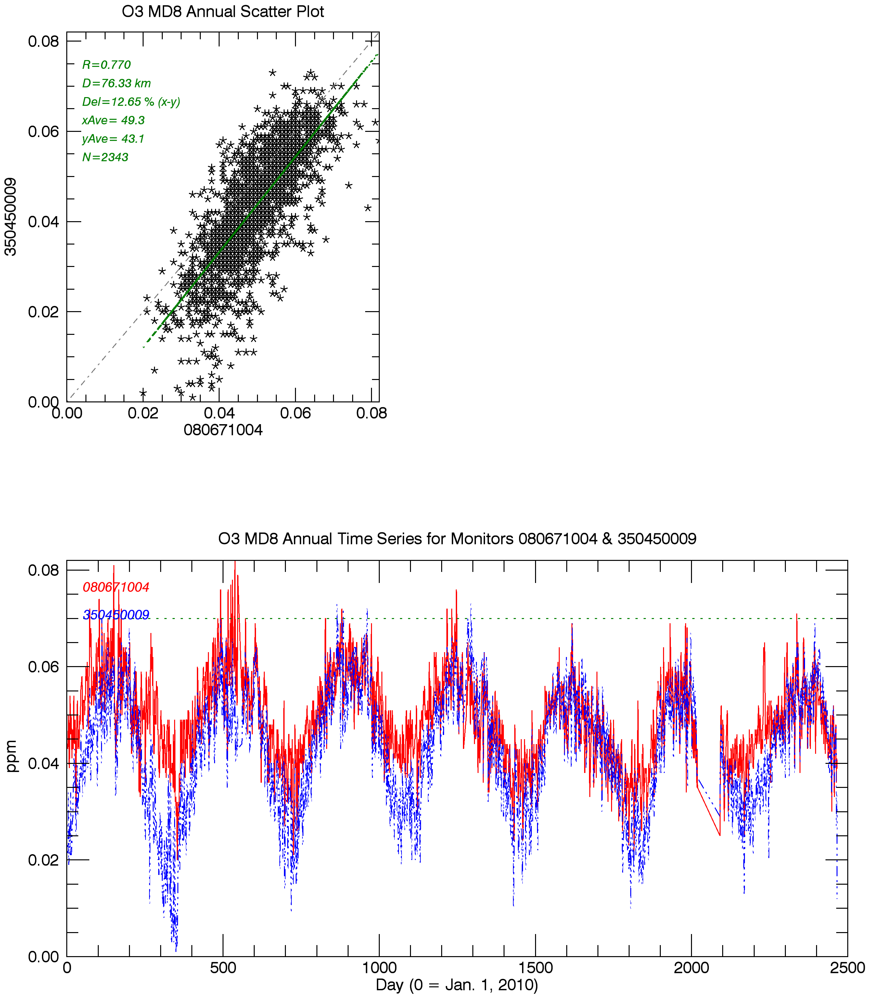 O3 MD8 Annual Scatter Plot
0.08
0.06
0.04
0.02
0.00
350450009
R=0.770
D=76.33 km
Del=12.65 % (x-y)
xAve= 49.3
yAve= 43.1
N=2343
0.00 0.02 0.04 0.06 0.08
080671004
O3 MD8 Annual Time Series for Monitors 080671004 & 350450009
0.08
0.06
0.04
0.02
0.00
ppm
080671004
350450009
0 500 1000 1500 2000 2500
Day (0 = Jan. 1, 2010)